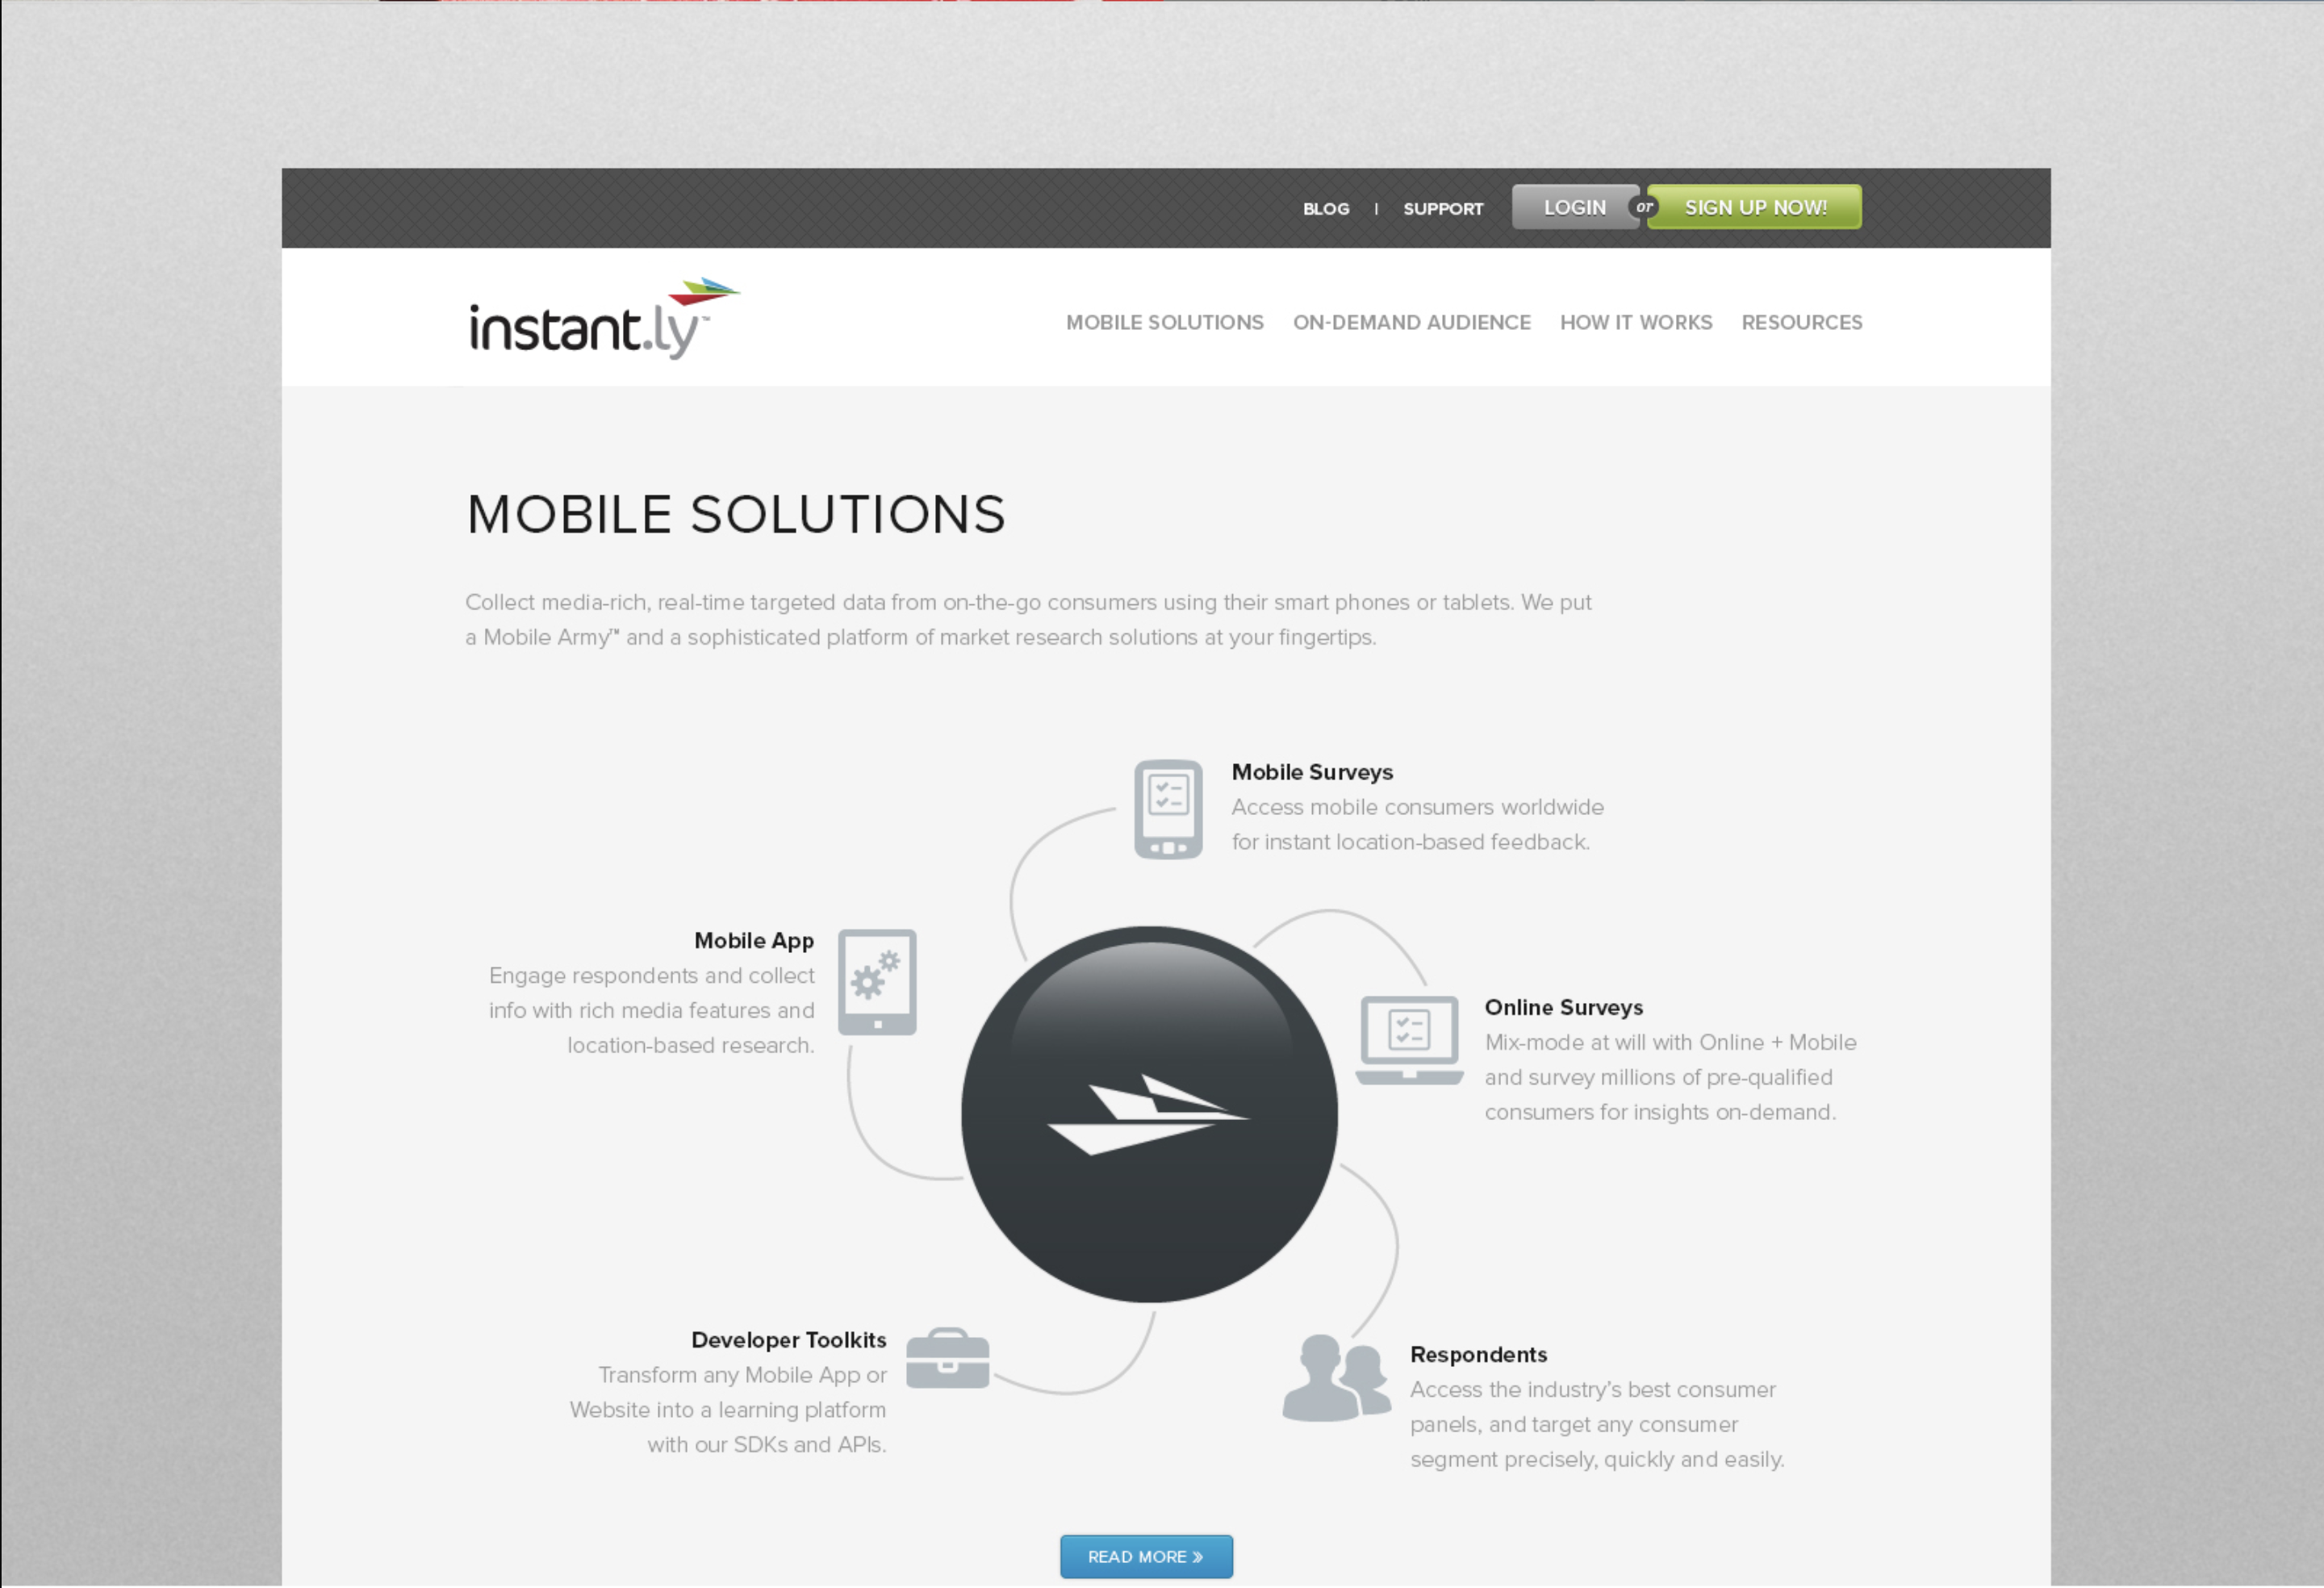 BLOG | SUPPORT LOGIN or SIGN UP NOW!
instant.ly™
MOBILE SOLUTIONS ON-DEMAND AUDIENCE HOW IT WORKS RESOURCES
MOBILE SOLUTIONS
Collect media-rich, real-time targeted data from on-the-go consumers using their smart phones or tablets. We put
a Mobile Army™ and a sophisticated platform of market research solutions at your fingertips.
Mobile Surveys
Access mobile consumers worldwide
for instant location-based feedback.
Mobile App
Engage respondents and collect
info with rich media features and
location-based research.
Online Surveys
Mix-mode at will with Online + Mobile
and survey millions of pre-qualified
consumers for insights on-demand.
Developer Toolkits
Transform any Mobile App or
Website into a learning platform
with our SDKs and APIs.
Respondents
Access the industry's best consumer
panels, and target any consumer
segment precisely, quickly and easily.
READ MORE »